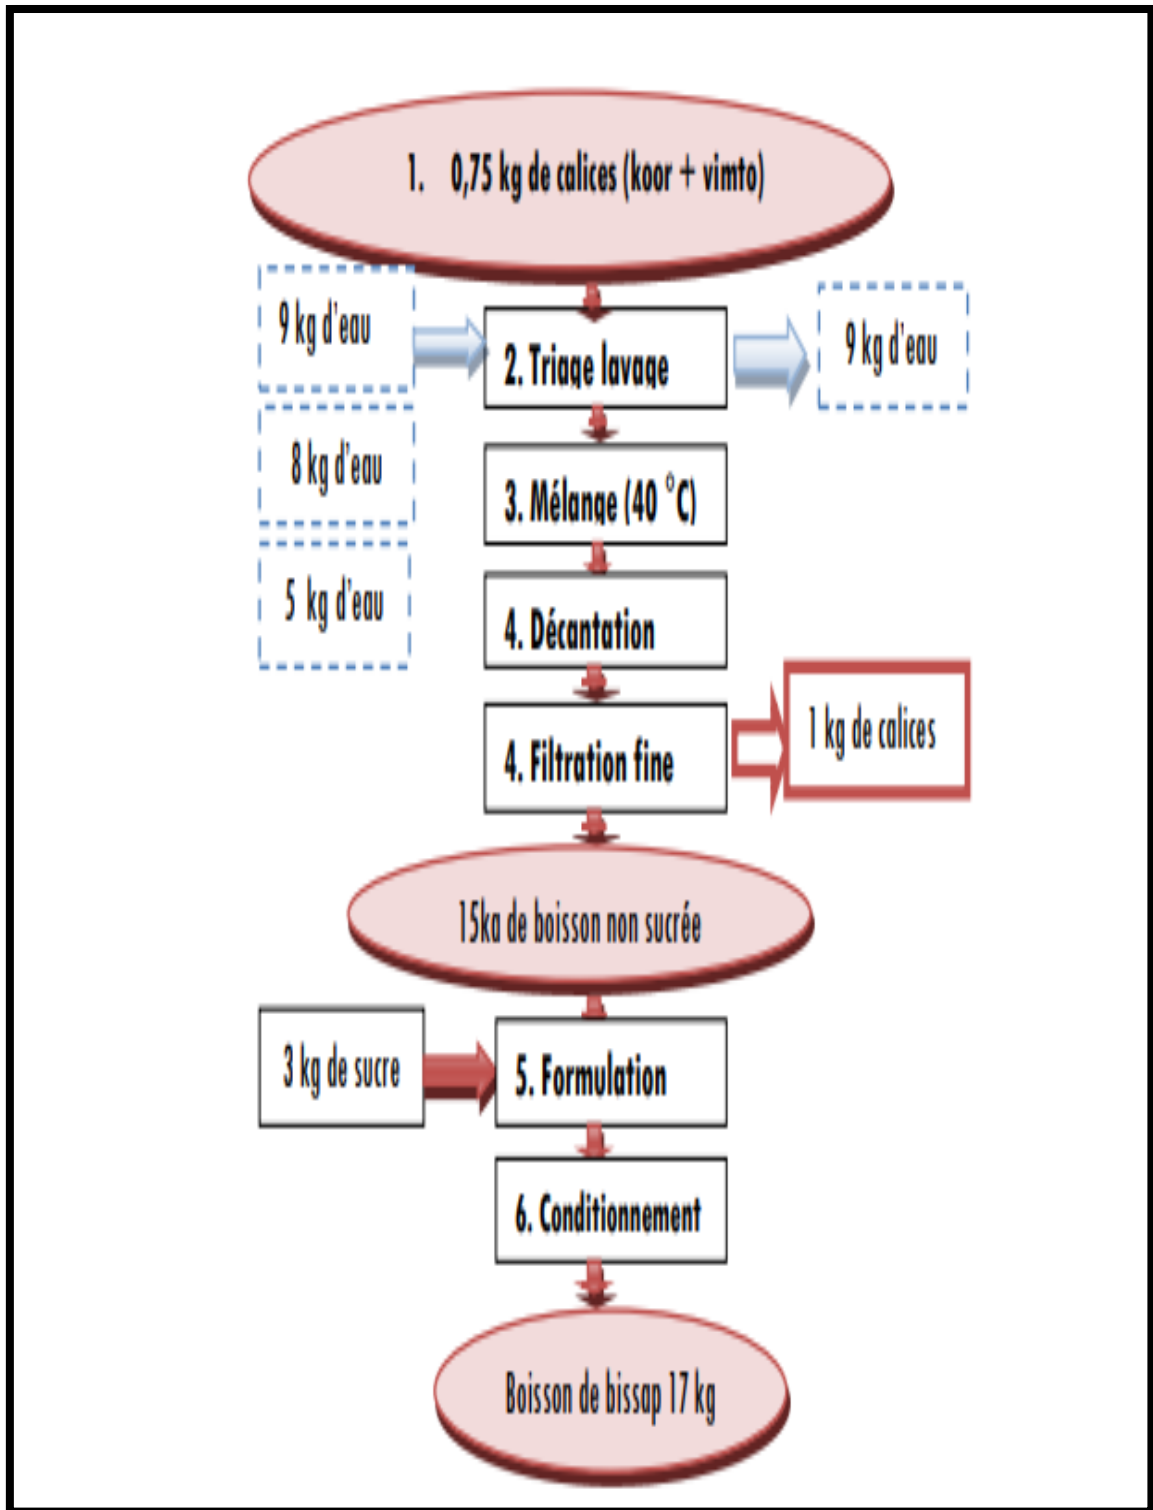 1. 0,75 kg de calices (koor + vimto)
9 kg d'eau
2. Triage lavage
9 kg d'eau
8 kg d'eau
3. Mélange (40 °C)
5 kg d'eau
4. Décantation
4. Filtration fine
1 kg de calices
15kg de boisson non sucrée
3 kg de sucre
5. Formulation
6. Conditionnement
Boisson de bissap 17 kg